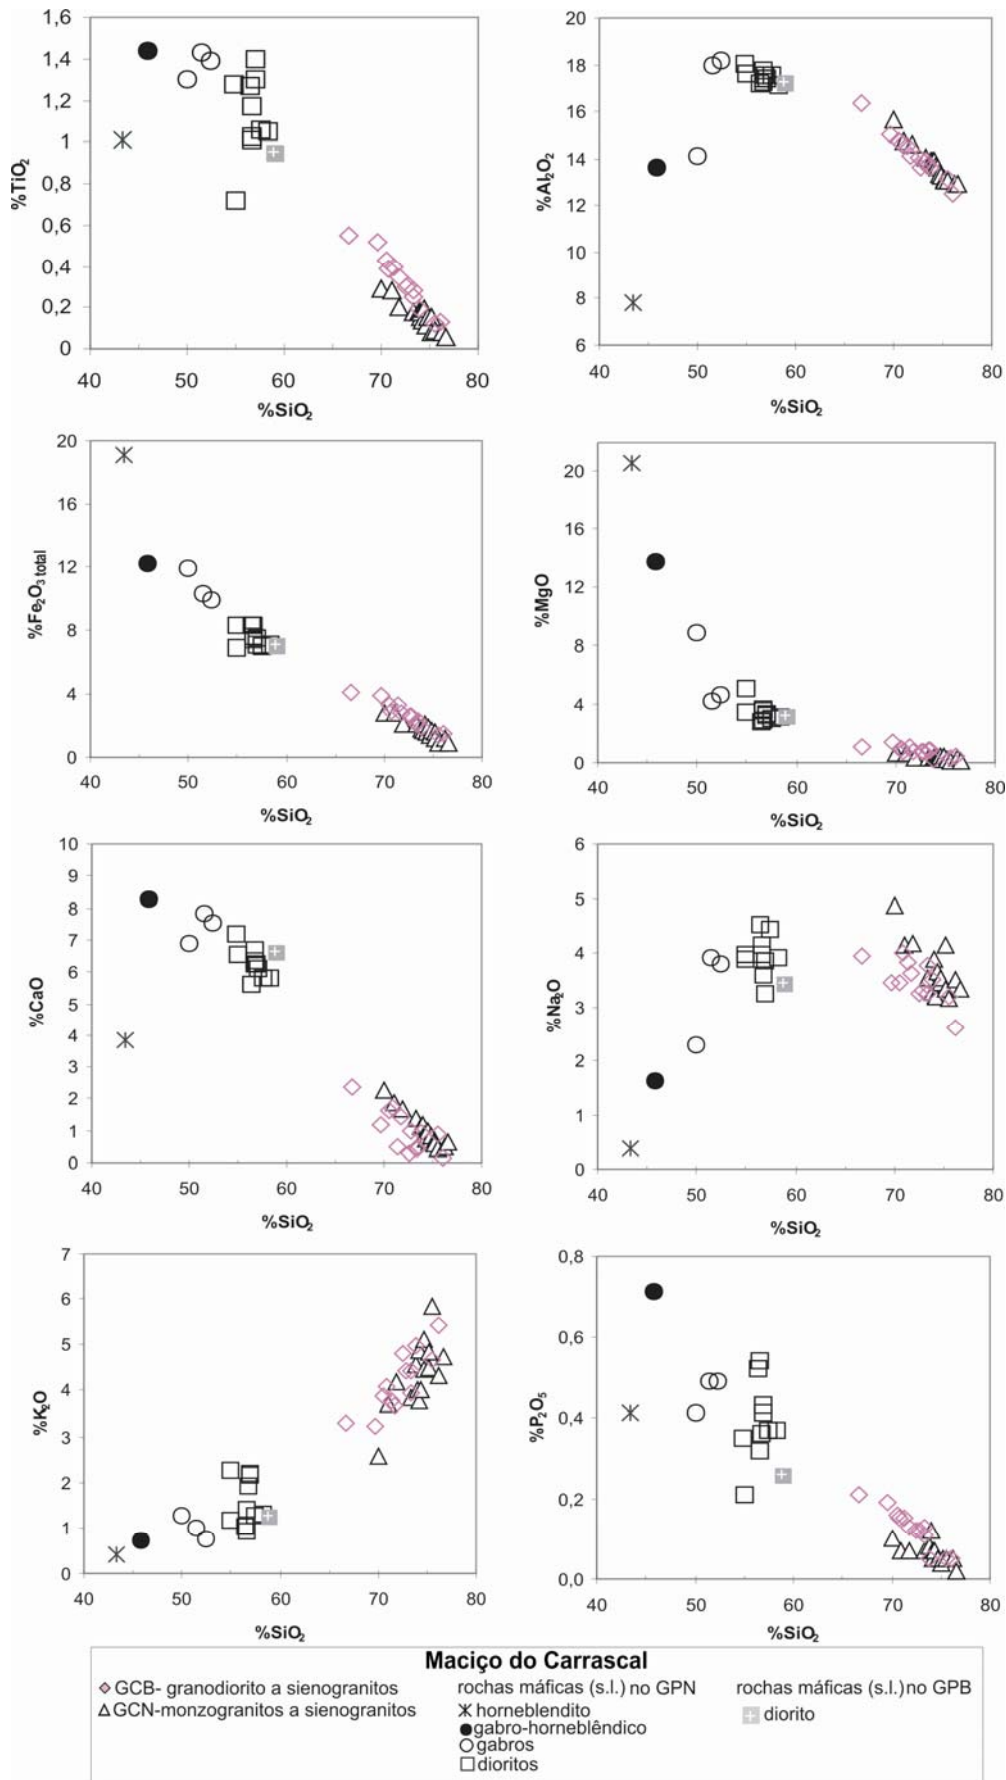 1,6
1,4
1,2
1
0,8
0,6
0,4
0,2
0
%TiO₂
40 50 60 70 80
%SiO₂
20
18
16
14
12
10
8
6
%Al₂O₂
40 50 60 70 80
%SiO₂
20
16
12
8
4
0
%Fe₂O₃ total
40 50 60 70 80
%SiO₂
20
16
12
8
4
0
%MgO
40 50 60 70 80
%SiO₂
10
9
8
7
6
5
4
3
2
1
0
%CaO
40 50 60 70 80
%SiO₂
6
5
4
3
2
1
0
%Na₂O
40 50 60 70 80
%SiO₂
7
6
5
4
3
2
1
0
%K₂O
40 50 60 70 80
%SiO₂
0,8
0,6
0,4
0,2
0,0
%P₂O₅
40 50 60 70 80
%SiO₂
Maciço do Carrascal
GCB- granodiorito a sienogranitos
GCN-monzogranitos a sienogranitos
rochas máficas (s.l.) no GPN
horneblendito
gabro-horneblêndico
gabros
dioritos
rochas máficas (s.l.) no GPB
diorito